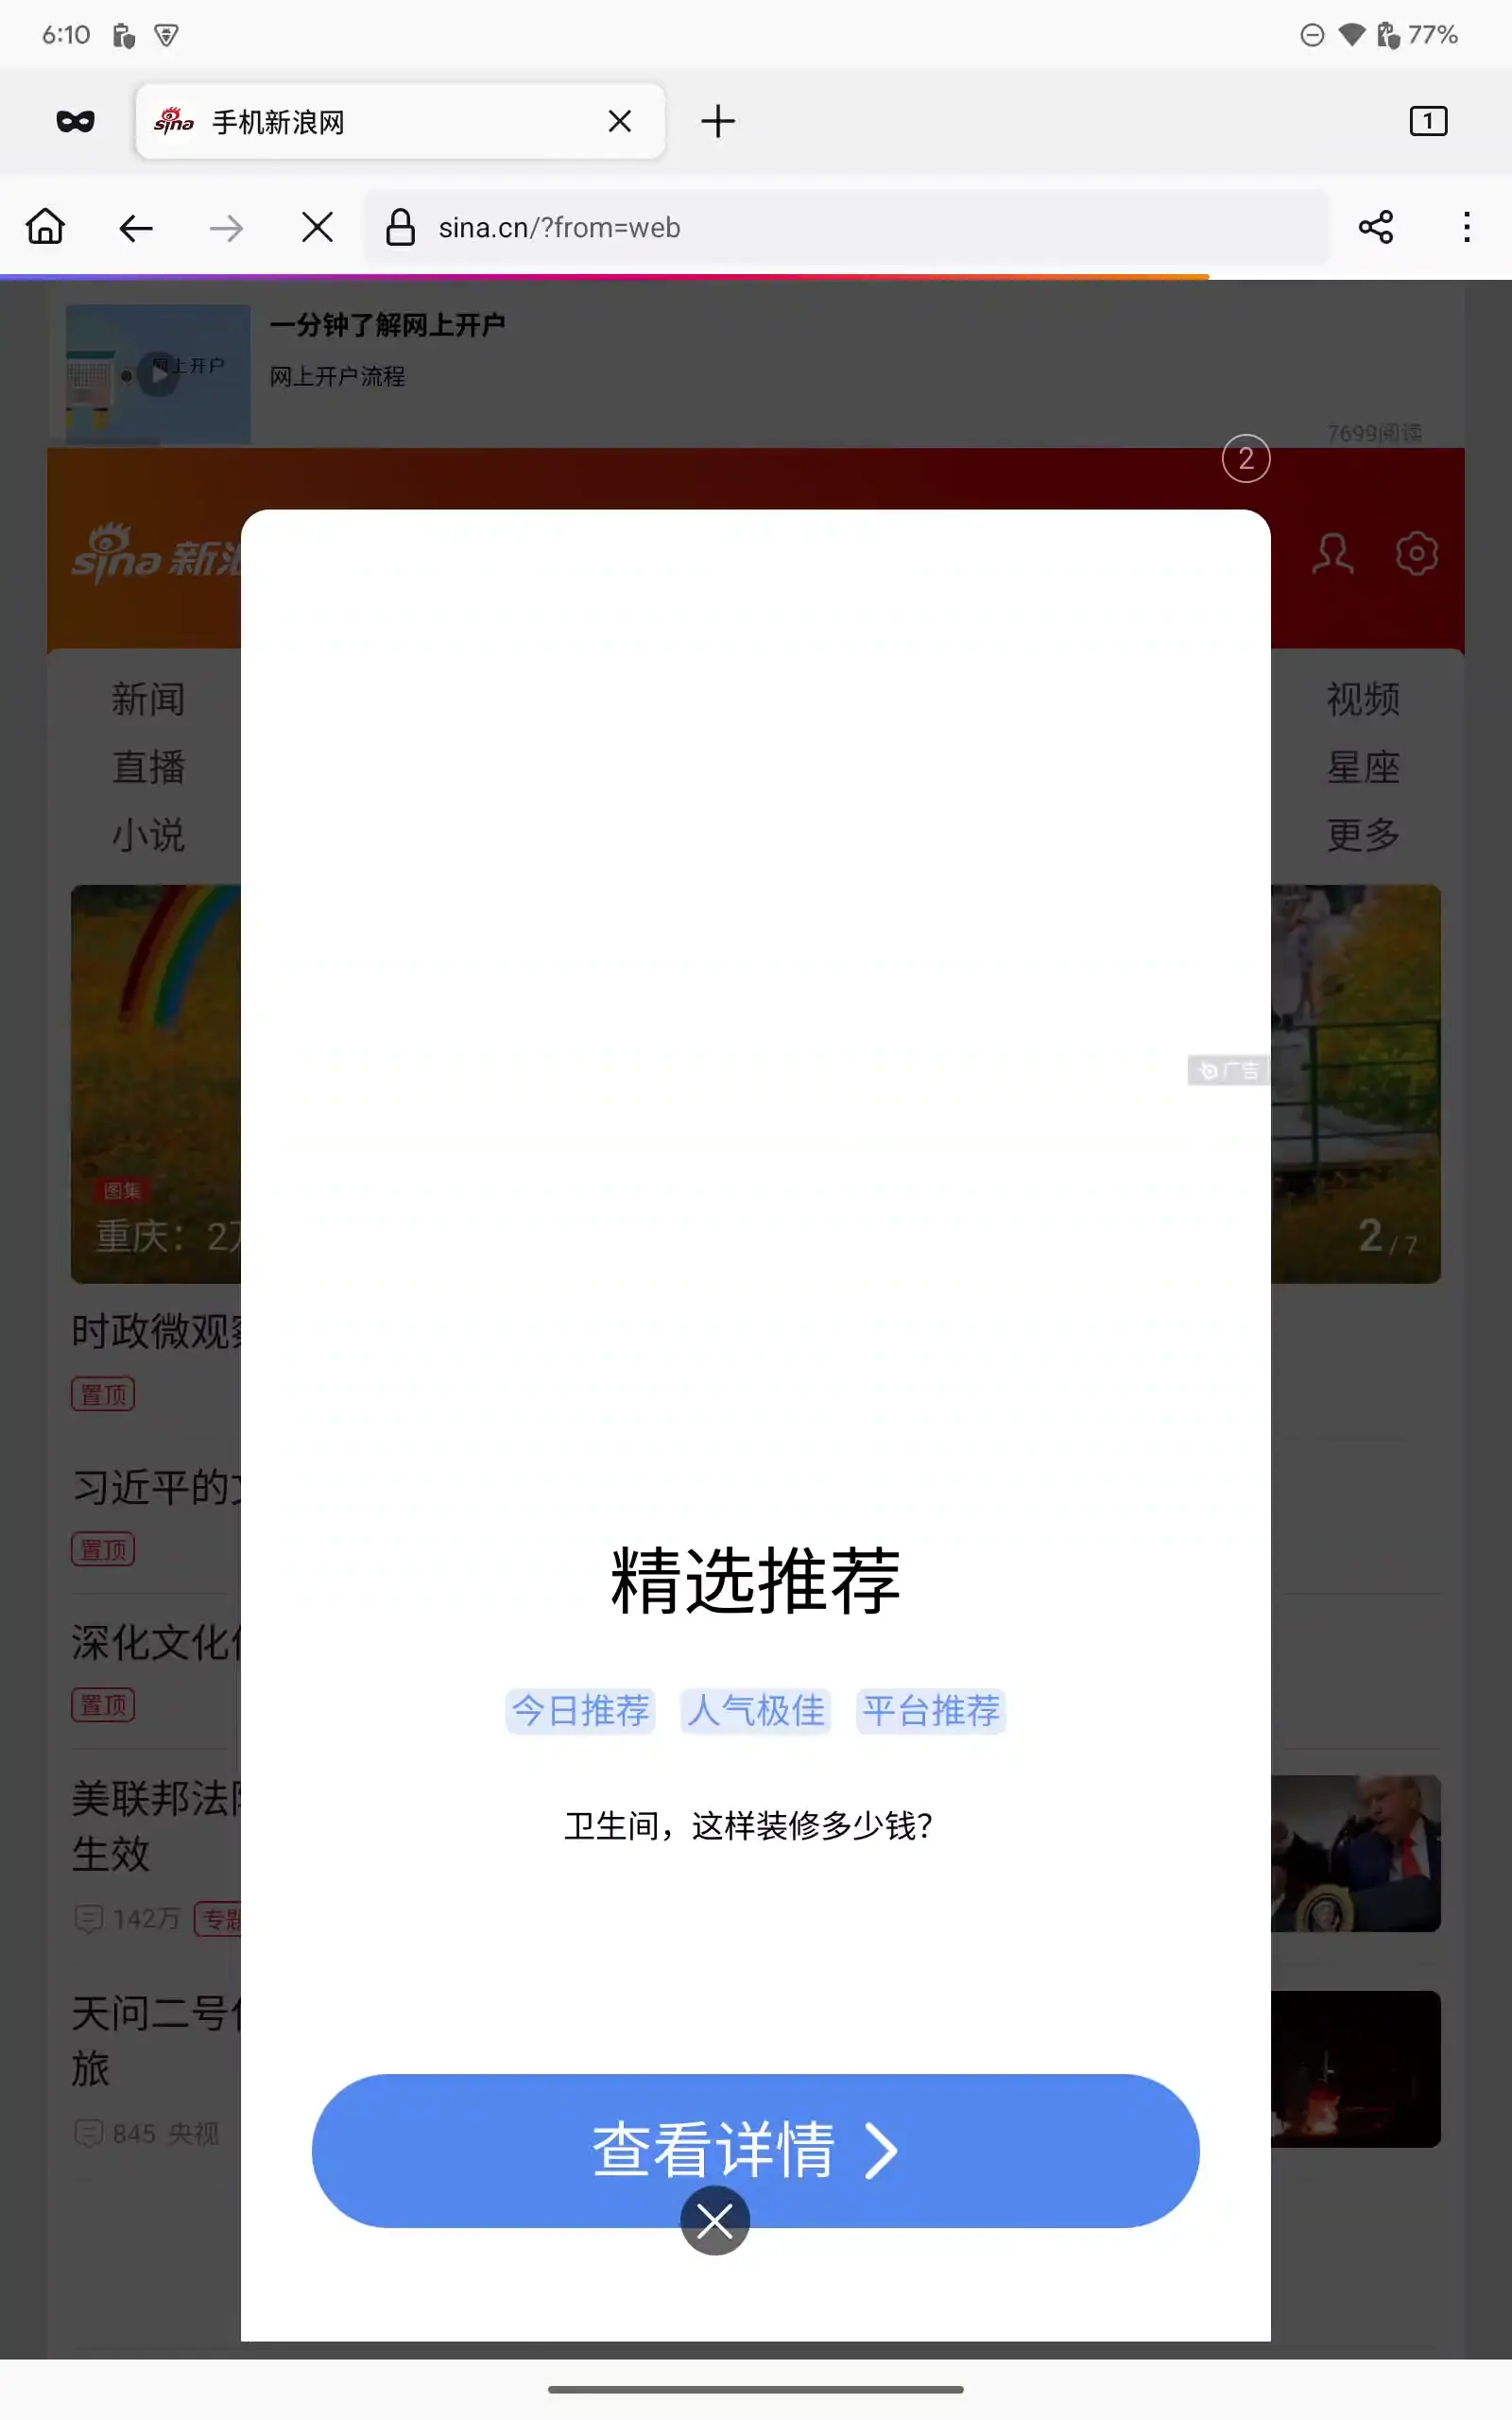 6:10
77%
sina 手机新浪网
1
sina.cn/?from=web
一分钟了解网上开户
网上开户
网上开户流程
7699阅读
2
sina 新浪
新闻
视频
直播
星座
小说
更多
广告
图集
重庆：2万
2/7
时政微观察
置顶
习近平的文
置顶
深化文化
置顶
美联邦法院
生效
142万 专题
天问二号
旅
845 央视
精选推荐
今日推荐 人气极佳 平台推荐
卫生间，这样装修多少钱？
查看详情